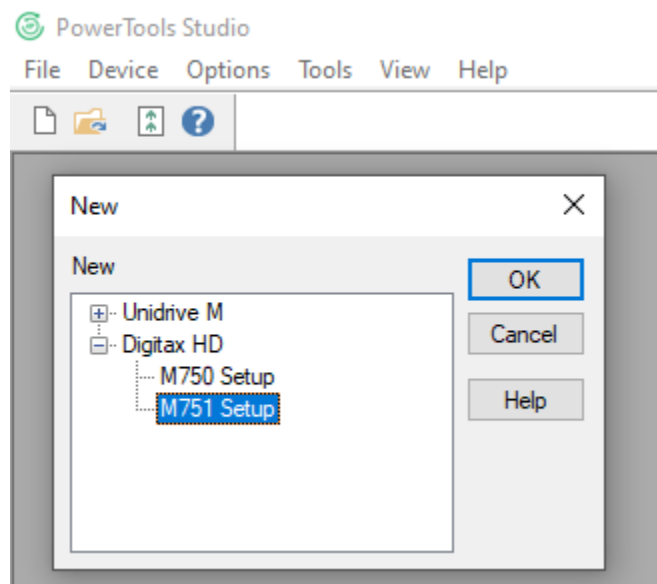 PowerTools Studio
File Device Options Tools View Help
New
New
OK
Unidrive M
Digitax HD
Cancel
M750 Setup
M751 Setup
Help